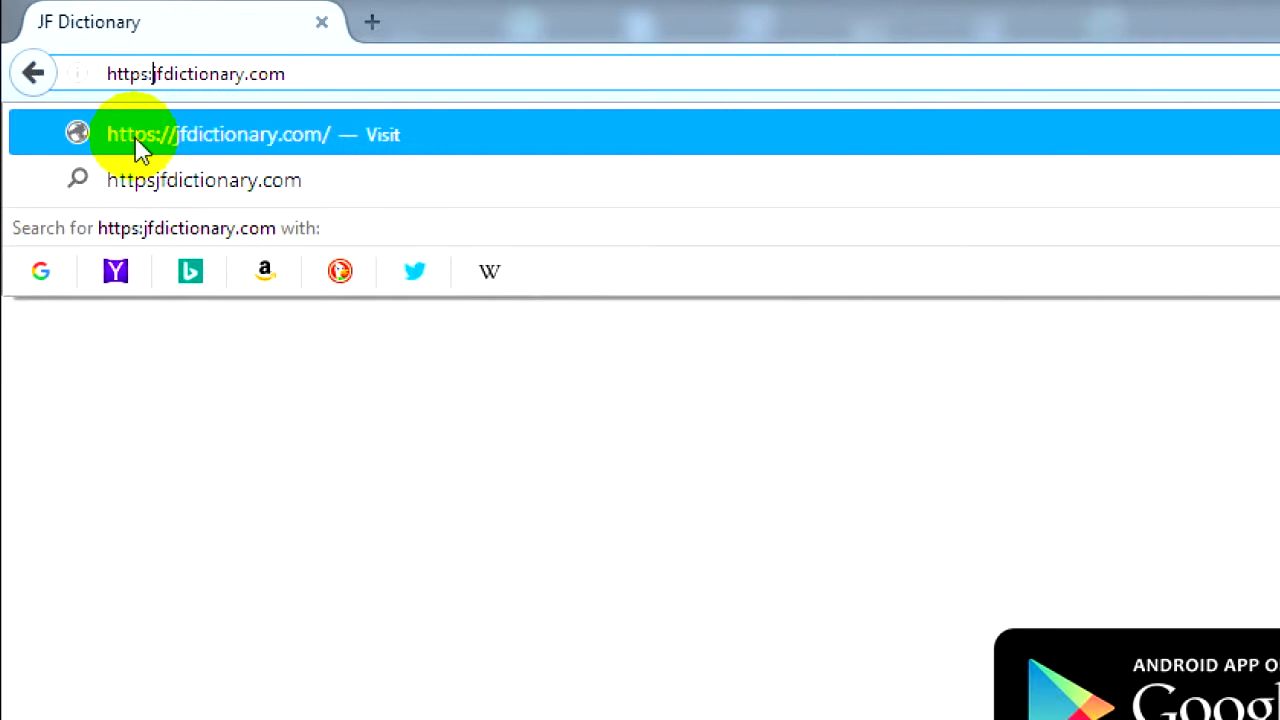 JF Dictionary
https:jfdictionary.com
https://jfdictionary.com/ — Visit
httpsjfdictionary.com
Search for https:jfdictionary.com with:
ANDROID APP O
Google